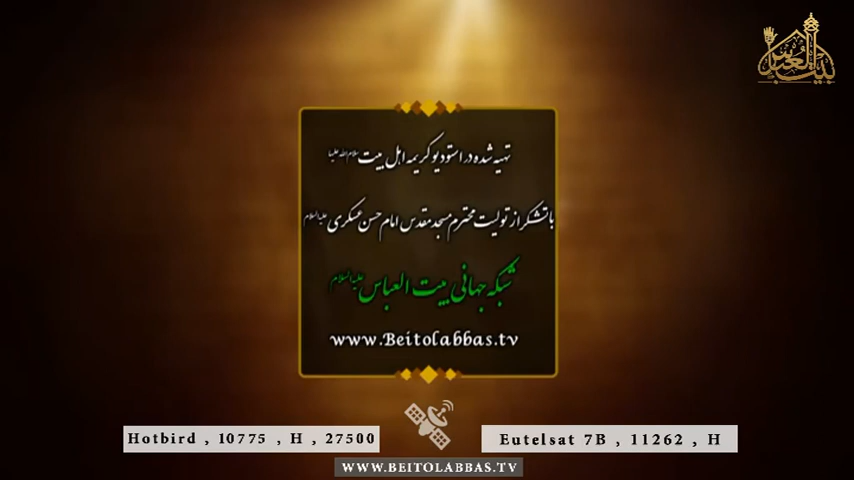 بیت العباس
تهیه شده در استودیو کریمه اهل بیت سلام الله علیها
با تشکر از تولیت محترم مسجد مقدس امام حسن عسکری علیه السلام
شبکه جهانی بیت العباس علیه السلام
www.Beitolabbas.tv
Hotbird , 10775 , H , 27500
Eutelsat 7B , 11262 , H
WWW.BEITOLABBAS.TV